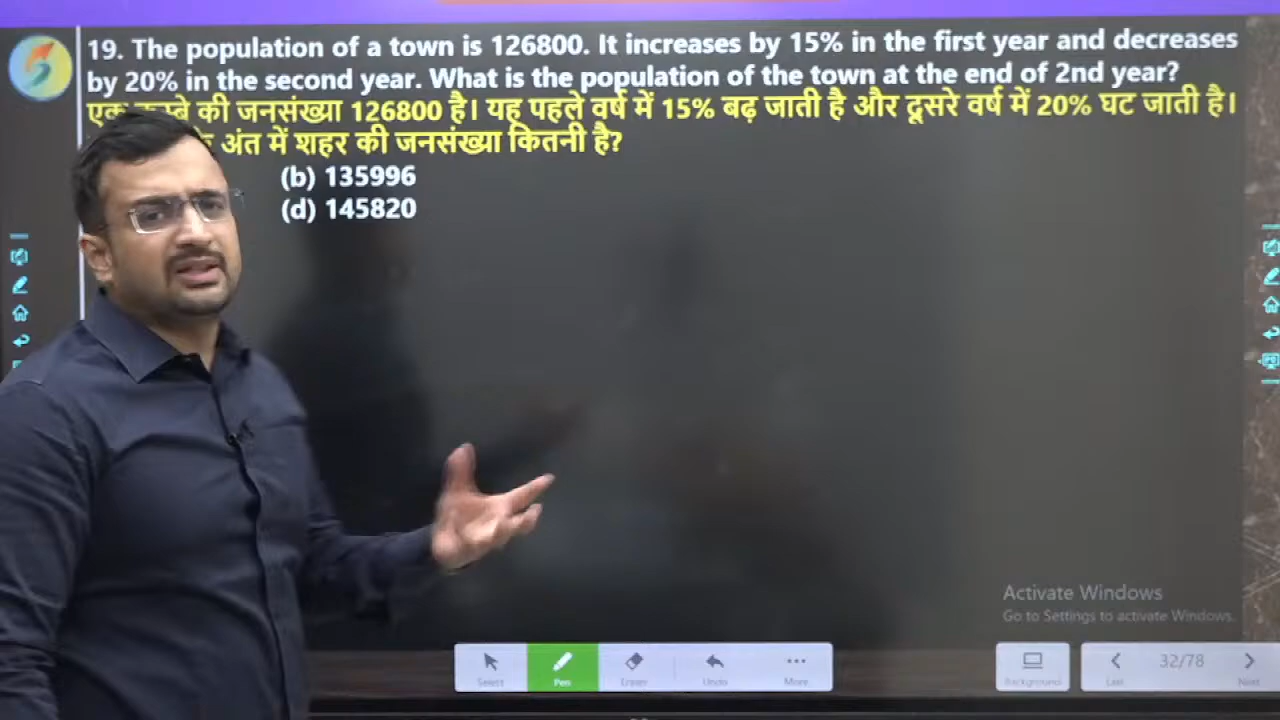 19. The population of a town is 126800. It increases by 15% in the first year and decreases
by 20% in the second year. What is the population of the town at the end of 2nd year?
एक की जनसंख्या 126800 है। यह पहले वर्ष में 15% बढ़ जाती है और दूसरे वर्ष में 20% घट जाती है।
अंत में शहर की जनसंख्या कितनी है?
(b) 135996
(d) 145820
Activate Windows
Go to Settings to activate Windows.
Select Pen Eraser Undo More Background Last 32/78 Next